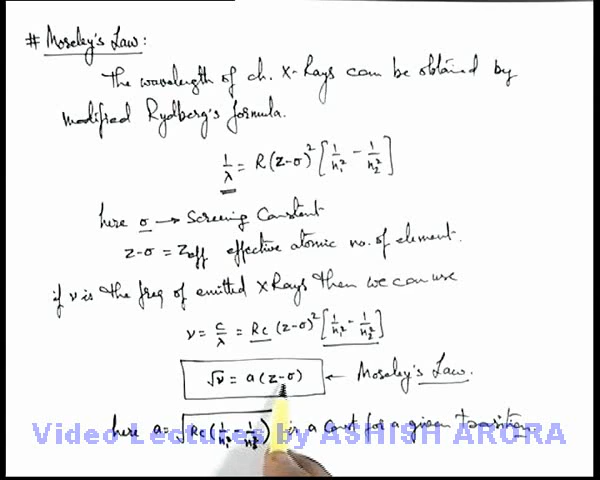 # Moseley's Law:
The wavelength of ch. X-Rays can be obtained by
modified Rydberg's formula.
1/λ = R(z-σ)² [1/n₁² - 1/n₂²]
here σ → Screening Constant
z-σ = Zeff effective atomic no. of element.
if ν is the freq of emitted X Rays then we can use
ν = c/λ = Rc (z-σ)² [1/n₁² - 1/n₂²]
√ν = a(z-σ) ← Moseley's Law.
here a = √Rc(1/n₁² - 1/n₂²) is a Const for a given transition.
Video Lectures by ASHISH ARORA